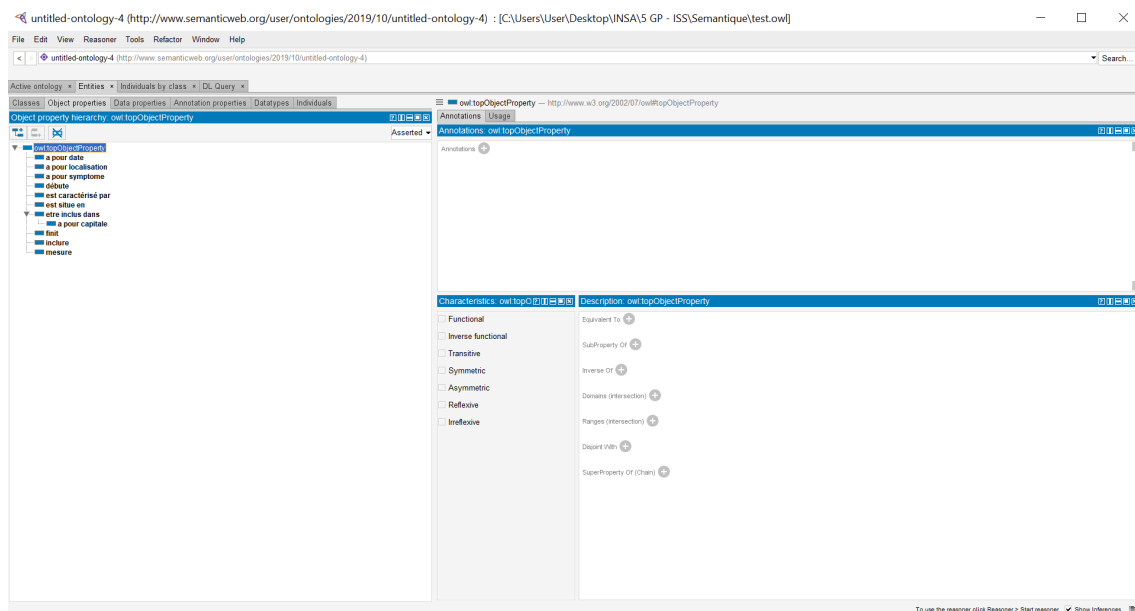 untitled-ontology-4 (http://www.semanticweb.org/user/ontologies/2019/10/untitled-ontology-4) : [C:\Users\User\Desktop\INSA\5 GP - ISS\Semantique\test.owl]
File Edit View Reasoner Tools Refactor Window Help
< > untitled-ontology-4 (http://www.semanticweb.org/user/ontologies/2019/10/untitled-ontology-4) Search...
Active ontology × Entities × Individuals by class × DL Query ×
Classes Object properties Data properties Annotation properties Datatypes Individuals
Object property hierarchy: owl:topObjectProperty
Asserted
owl:topObjectProperty
a pour date
a pour localisation
a pour symptome
débute
est caractérisé par
est situe en
etre inclus dans
a pour capitale
finit
inclure
mesure
owl:topObjectProperty — http://www.w3.org/2002/07/owl#topObjectProperty
Annotations Usage
Annotations: owl:topObjectProperty
Annotations
Characteristics: owl:topO
Functional
Inverse functional
Transitive
Symmetric
Asymmetric
Reflexive
Irreflexive
Description: owl:topObjectProperty
Equivalent To
SubProperty Of
Inverse Of
Domains (intersection)
Ranges (intersection)
Disjoint With
SuperProperty Of (Chain)
To use the reasoner click Reasoner > Start reasoner Show Inferences